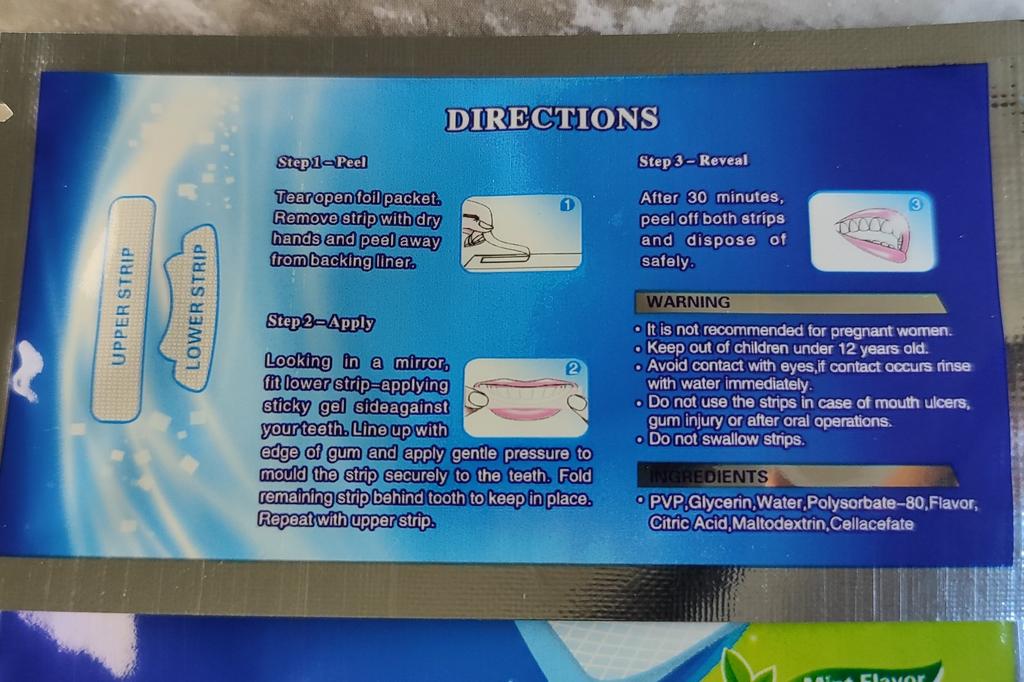 DIRECTIONS
UPPER STRIP
LOWER STRIP
Step 1 – Peel
Tear open foil packet.
Remove strip with dry
hands and peel away
from backing liner.
1
Step 2 – Apply
Looking in a mirror,
fit lower strip–applying
sticky gel sideagainst
your teeth. Line up with
edge of gum and apply gentle pressure to
mould the strip securely to the teeth. Fold
remaining strip behind tooth to keep in place.
Repeat with upper strip.
2
Step 3 – Reveal
After 30 minutes,
peel off both strips
and dispose of
safely.
3
WARNING
• It is not recommended for pregnant women.
• Keep out of children under 12 years old.
• Avoid contact with eyes,if contact occurs rinse
with water immediately.
• Do not use the strips in case of mouth ulcers,
gum injury or after oral operations.
• Do not swallow strips.
INGREDIENTS
• PVP,Glycerin,Water,Polysorbate–80,Flavor,
Citric Acid,Maltodextrin,Cellacefate
Mint Flavor